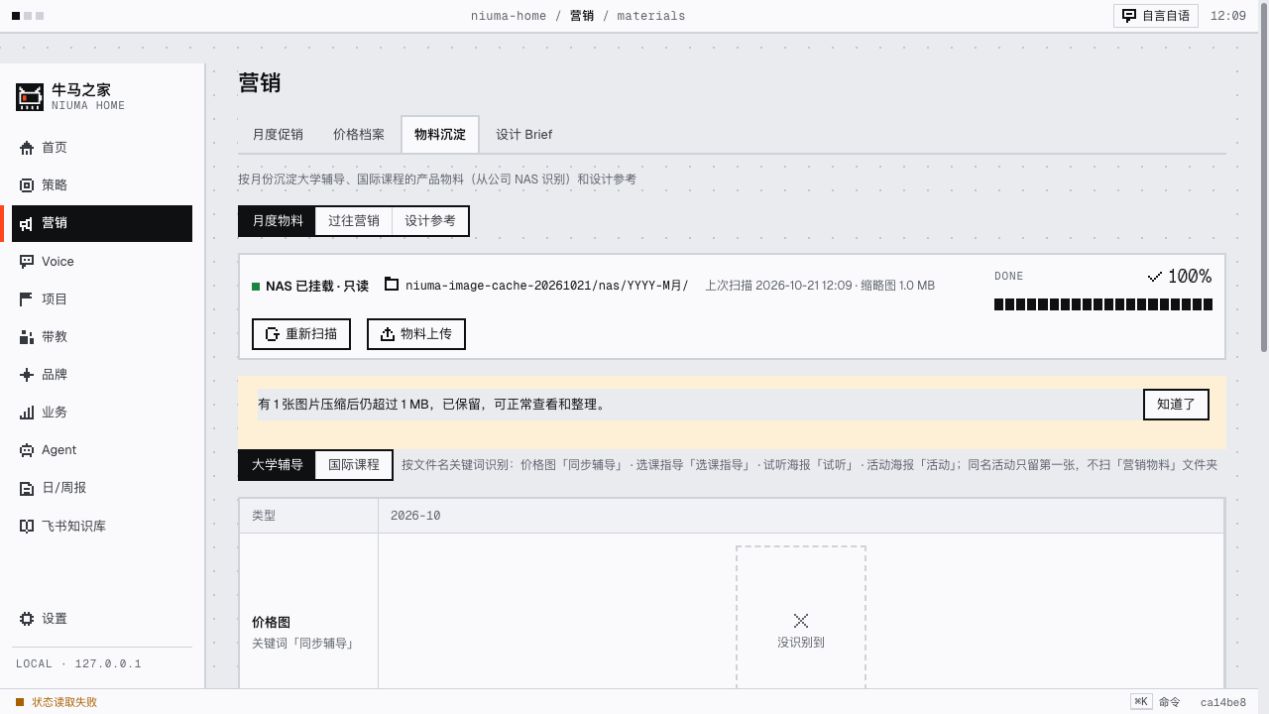 niuma-home / 营销 / materials
自言自语
12:09
牛马之家
NIUMA HOME
首页
策略
营销
Voice
项目
带教
品牌
业务
Agent
日/周报
飞书知识库
设置
LOCAL · 127.0.0.1
营销
月度促销 价格档案 物料沉淀 设计 Brief
按月份沉淀大学辅导、国际课程的产品物料（从公司 NAS 识别）和设计参考
月度物料 过往营销 设计参考
NAS 已挂载 · 只读 niuma-image-cache-20261021/nas/YYYY-M月/ 上次扫描 2026-10-21 12:09 · 缩略图 1.0 MB
DONE 100%
重新扫描 物料上传
有 1 张图片压缩后仍超过 1 MB，已保留，可正常查看和整理。
知道了
大学辅导 国际课程 按文件名关键词识别：价格图「同步辅导」 · 选课指导「选课指导」 · 试听海报「试听」 · 活动海报「活动」；同名活动只留第一张，不扫「营销物料」文件夹
类型 2026-10
价格图
关键词「同步辅导」
没识别到
状态读取失败
⌘K 命令 ca14be8